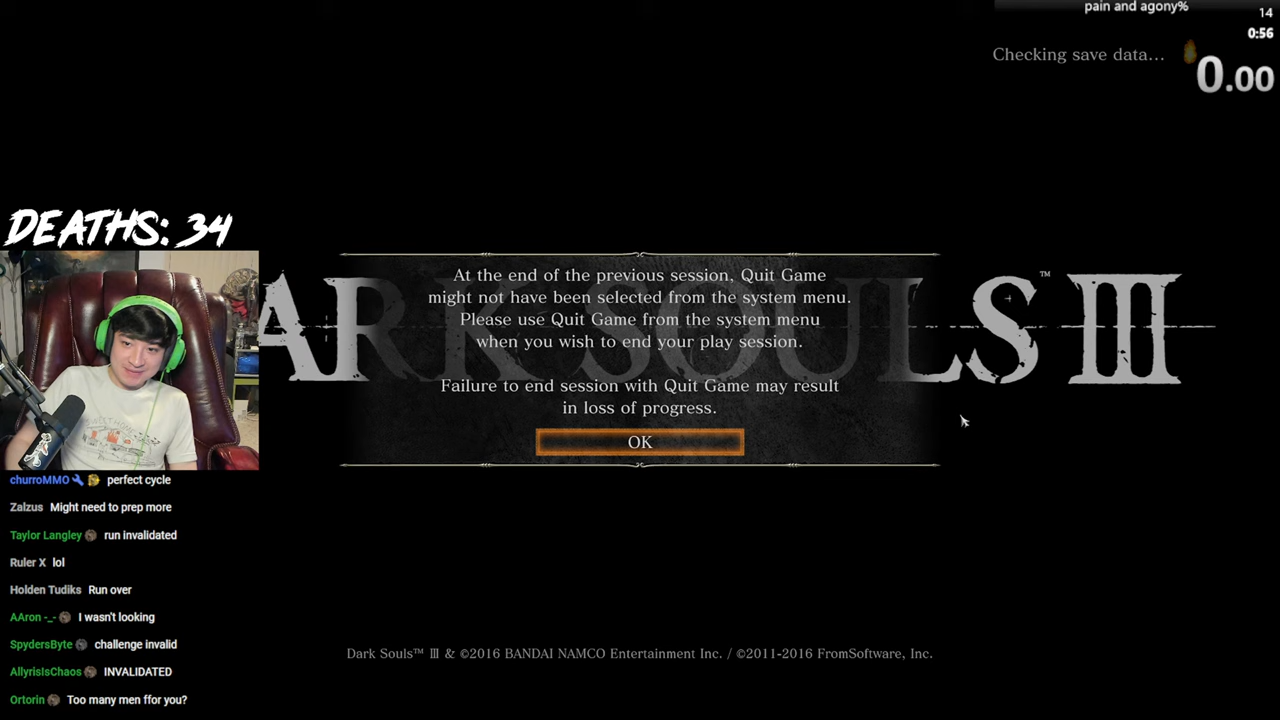 pain and agony%
14
0:56
Checking save data...
0.00
DEATHS: 34
DARK SOULS™ III
At the end of the previous session, Quit Game
might not have been selected from the system menu.
Please use Quit Game from the system menu
when you wish to end your play session.
Failure to end session with Quit Game may result
in loss of progress.
OK
churroMMO perfect cycle
Zalzus Might need to prep more
Taylor Langley run invalidated
Ruler X lol
Holden Tudiks Run over
AAron -_- I wasn't looking
SpydersByte challenge invalid
AllyrisIsChaos INVALIDATED
Ortorin Too many men ffor you?
Dark Souls™ III & ©2016 BANDAI NAMCO Entertainment Inc. / ©2011-2016 FromSoftware, Inc.